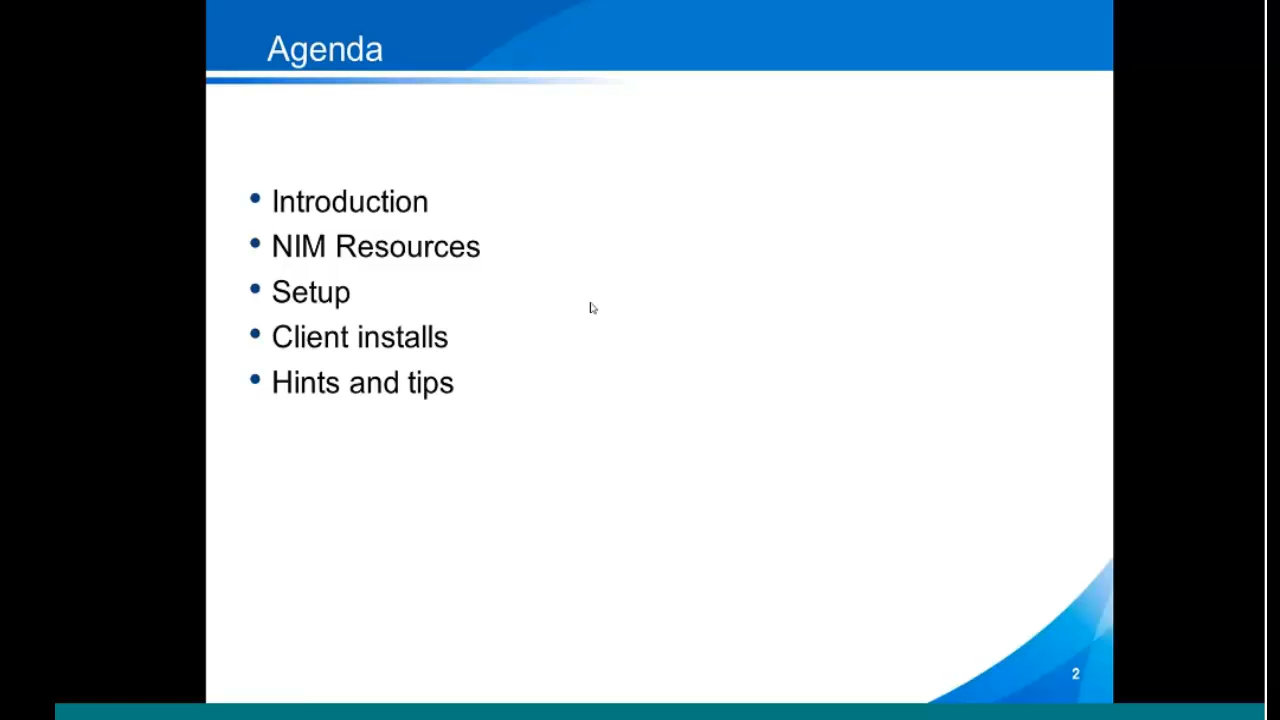 Agenda
• Introduction
• NIM Resources
• Setup
• Client installs
• Hints and tips
2